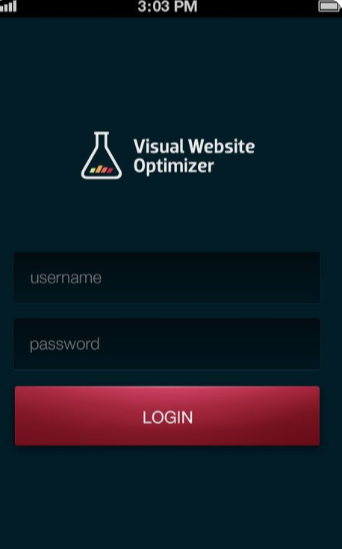 3:03 PM
Visual Website
Optimizer
username
password
LOGIN